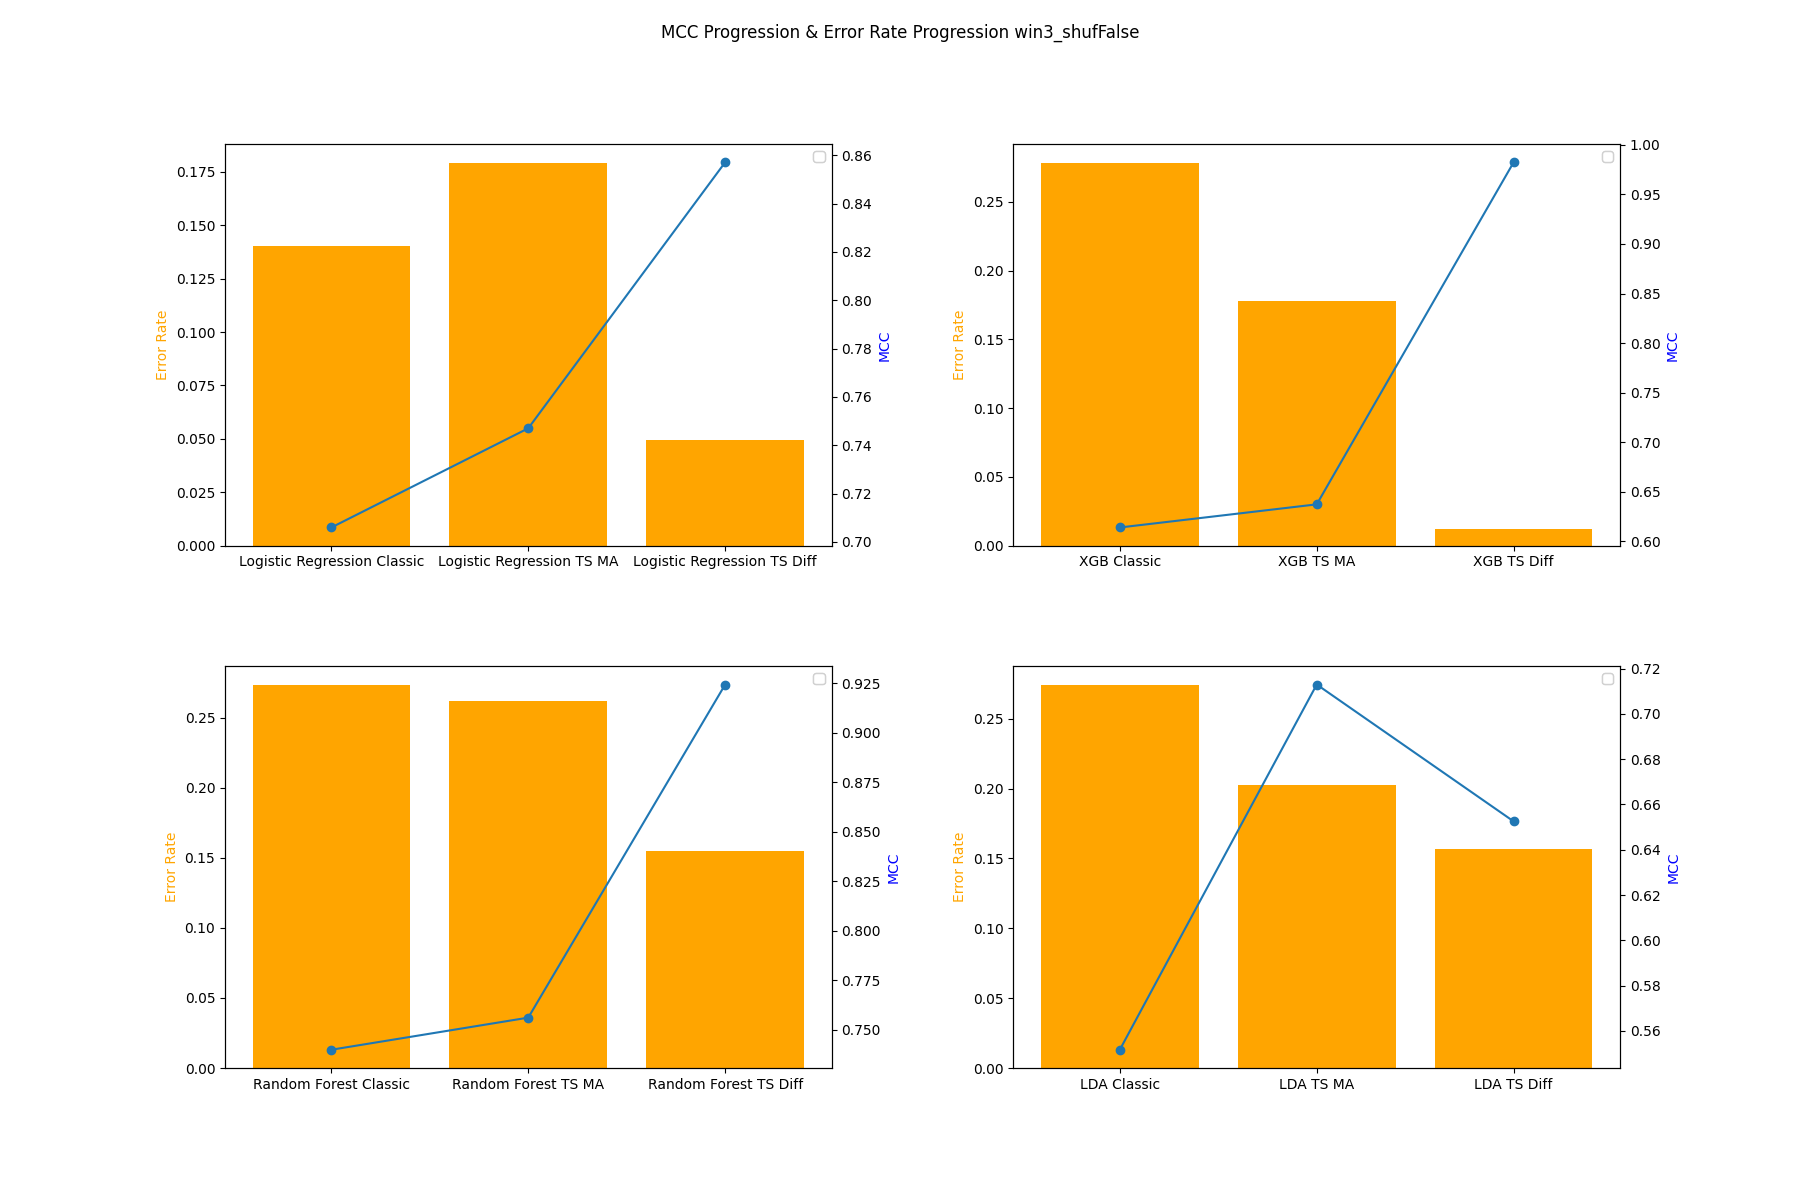 MCC Progression & Error Rate Progression win3_shufFalse
Error Rate
0.175
0.150
0.125
0.100
0.075
0.050
0.025
0.000
Logistic Regression Classic
Logistic Regression TS MA
Logistic Regression TS Diff
0.86
0.84
0.82
0.80
0.78
0.76
0.74
0.72
0.70
MCC
Error Rate
0.25
0.20
0.15
0.10
0.05
0.00
XGB Classic
XGB TS MA
XGB TS Diff
1.00
0.95
0.90
0.85
0.80
0.75
0.70
0.65
0.60
MCC
Error Rate
0.25
0.20
0.15
0.10
0.05
0.00
Random Forest Classic
Random Forest TS MA
Random Forest TS Diff
0.925
0.900
0.875
0.850
0.825
0.800
0.775
0.750
MCC
Error Rate
0.25
0.20
0.15
0.10
0.05
0.00
LDA Classic
LDA TS MA
LDA TS Diff
0.72
0.70
0.68
0.66
0.64
0.62
0.60
0.58
0.56
MCC